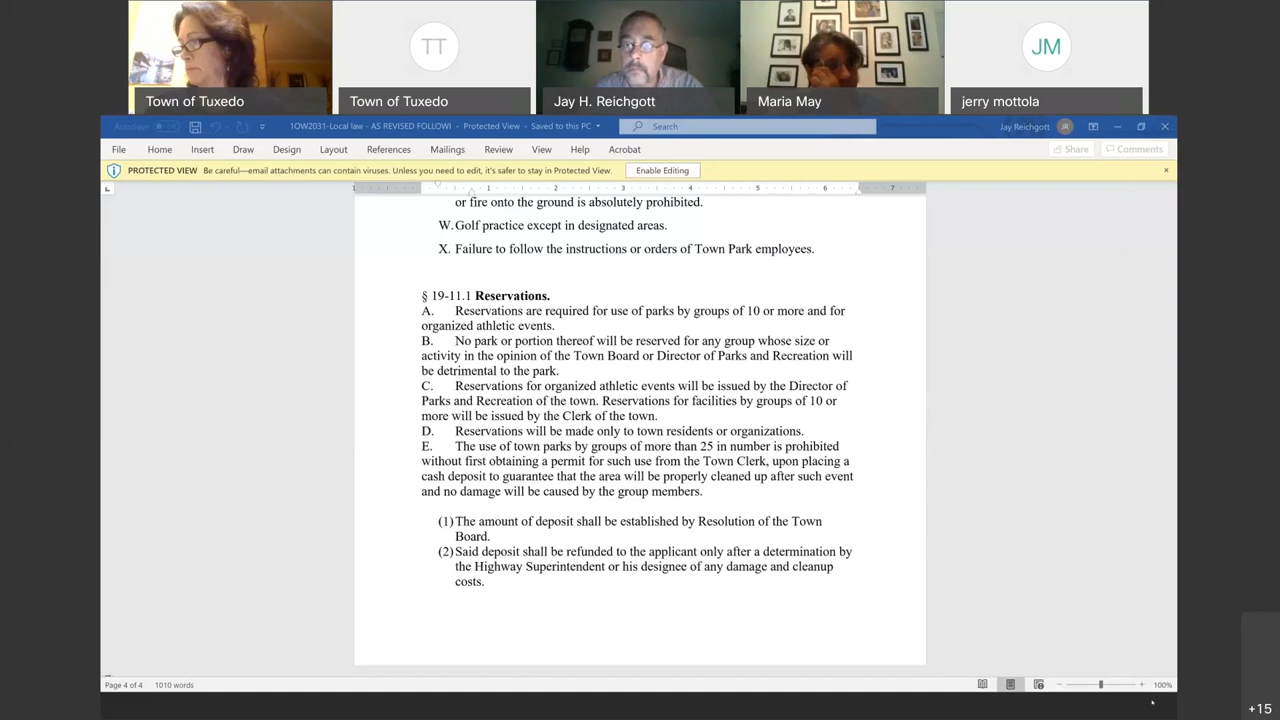 TT
JM
Town of Tuxedo
Town of Tuxedo
Jay H. Reichgott
Maria May
jerry mottola
AutoSave Off
1OW2031-Local law - AS REVISED FOLLOWI - Protected View - Saved to this PC
Search
Jay Reichgott
JR
File Home Insert Draw Design Layout References Mailings Review View Help Acrobat
Share
Comments
PROTECTED VIEW Be careful—email attachments can contain viruses. Unless you need to edit, it's safer to stay in Protected View.
Enable Editing
1 1 2 3 4 5 6 7
or fire onto the ground is absolutely prohibited.
W. Golf practice except in designated areas.
X. Failure to follow the instructions or orders of Town Park employees.
§ 19-11.1 Reservations.
A. Reservations are required for use of parks by groups of 10 or more and for
organized athletic events.
B. No park or portion thereof will be reserved for any group whose size or
activity in the opinion of the Town Board or Director of Parks and Recreation will
be detrimental to the park.
C. Reservations for organized athletic events will be issued by the Director of
Parks and Recreation of the town. Reservations for facilities by groups of 10 or
more will be issued by the Clerk of the town.
D. Reservations will be made only to town residents or organizations.
E. The use of town parks by groups of more than 25 in number is prohibited
without first obtaining a permit for such use from the Town Clerk, upon placing a
cash deposit to guarantee that the area will be properly cleaned up after such event
and no damage will be caused by the group members.
(1) The amount of deposit shall be established by Resolution of the Town
Board.
(2) Said deposit shall be refunded to the applicant only after a determination by
the Highway Superintendent or his designee of any damage and cleanup
costs.
Page 4 of 4 1010 words
100%
+15